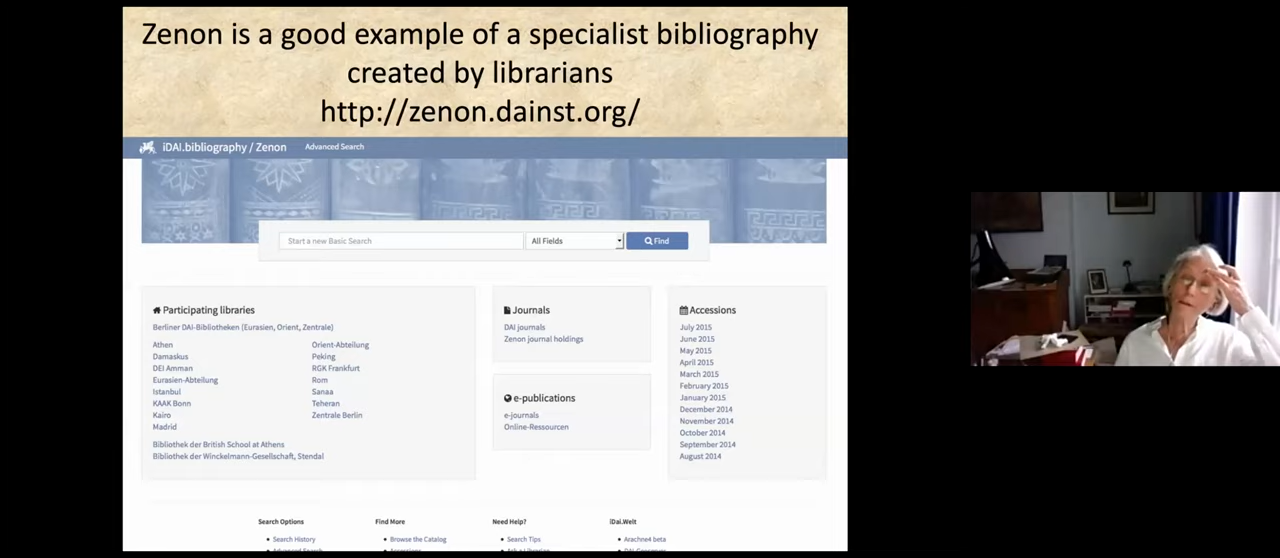 Zenon is a good example of a specialist bibliography
created by librarians
http://zenon.dainst.org/
iDAI.bibliography / Zenon
Advanced Search
Start a new Basic Search
All Fields
Find
Participating libraries
Berliner DAI-Bibliotheken (Eurasien, Orient, Zentrale)
Athen
Damaskus
DEI Amman
Eurasien-Abteilung
Istanbul
KAAK Bonn
Kairo
Madrid
Orient-Abteilung
Peking
RGK Frankfurt
Rom
Sanaa
Teheran
Zentrale Berlin
Bibliothek der British School at Athens
Bibliothek der Winckelmann-Gesellschaft, Stendal
Journals
DAI journals
Zenon journal holdings
e-publications
e-journals
Online-Ressourcen
Accessions
July 2015
June 2015
May 2015
April 2015
March 2015
February 2015
January 2015
December 2014
November 2014
October 2014
September 2014
August 2014
Search Options
Search History
Advanced Search
Find More
Browse the Catalog
Accessions
Need Help?
Search Tips
Ask a Librarian
iDai.Welt
Arachne4 beta